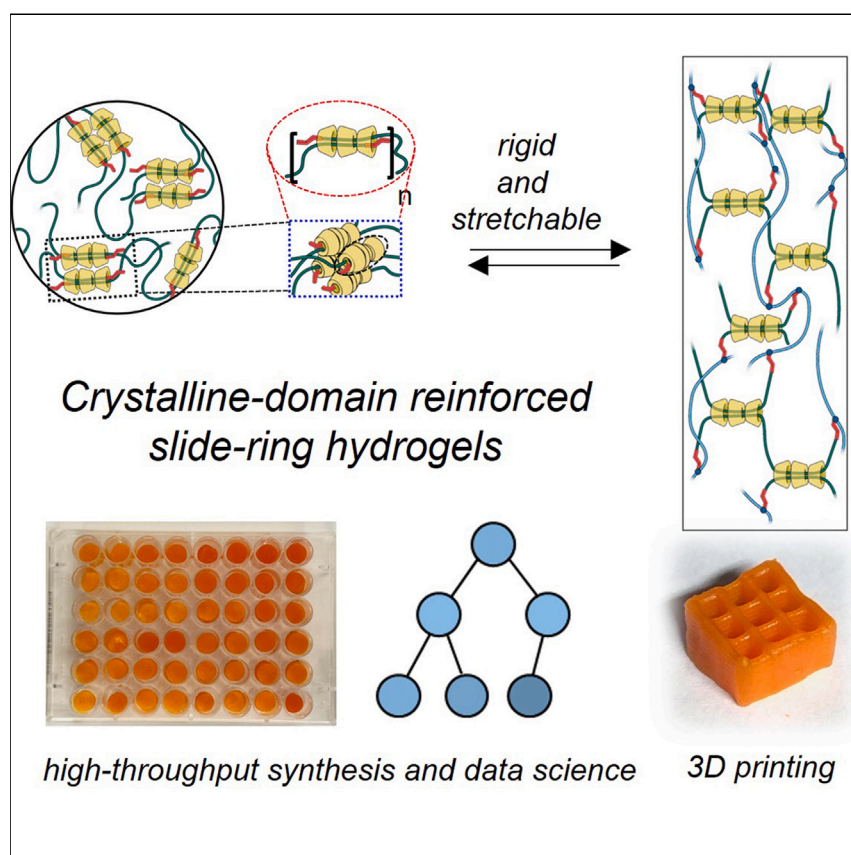 n
rigid
and
stretchable
Crystalline-domain reinforced
slide-ring hydrogels
high-throughput synthesis and data science
3D printing